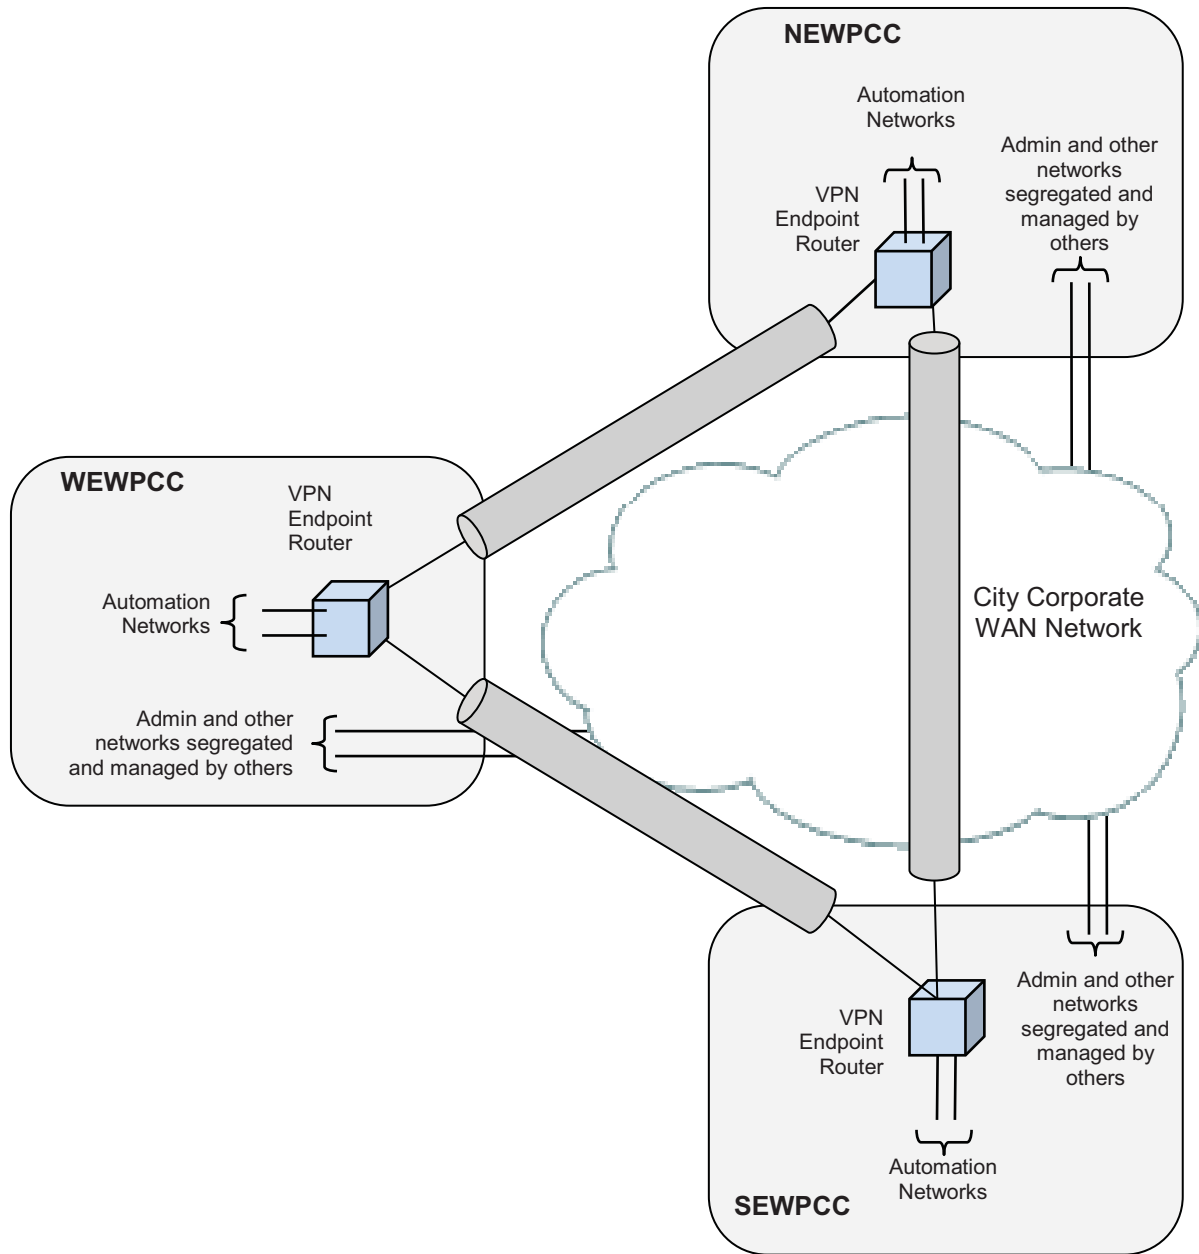 NEWPCC
Automation
Networks
Admin and other
networks
segregated and
managed by
others
VPN
Endpoint
Router
WEWPCC
VPN
Endpoint
Router
Automation
Networks
Admin and other
networks segregated
and managed by others
City Corporate
WAN Network
VPN
Endpoint
Router
Admin and other
networks
segregated and
managed by
others
Automation
Networks
SEWPCC